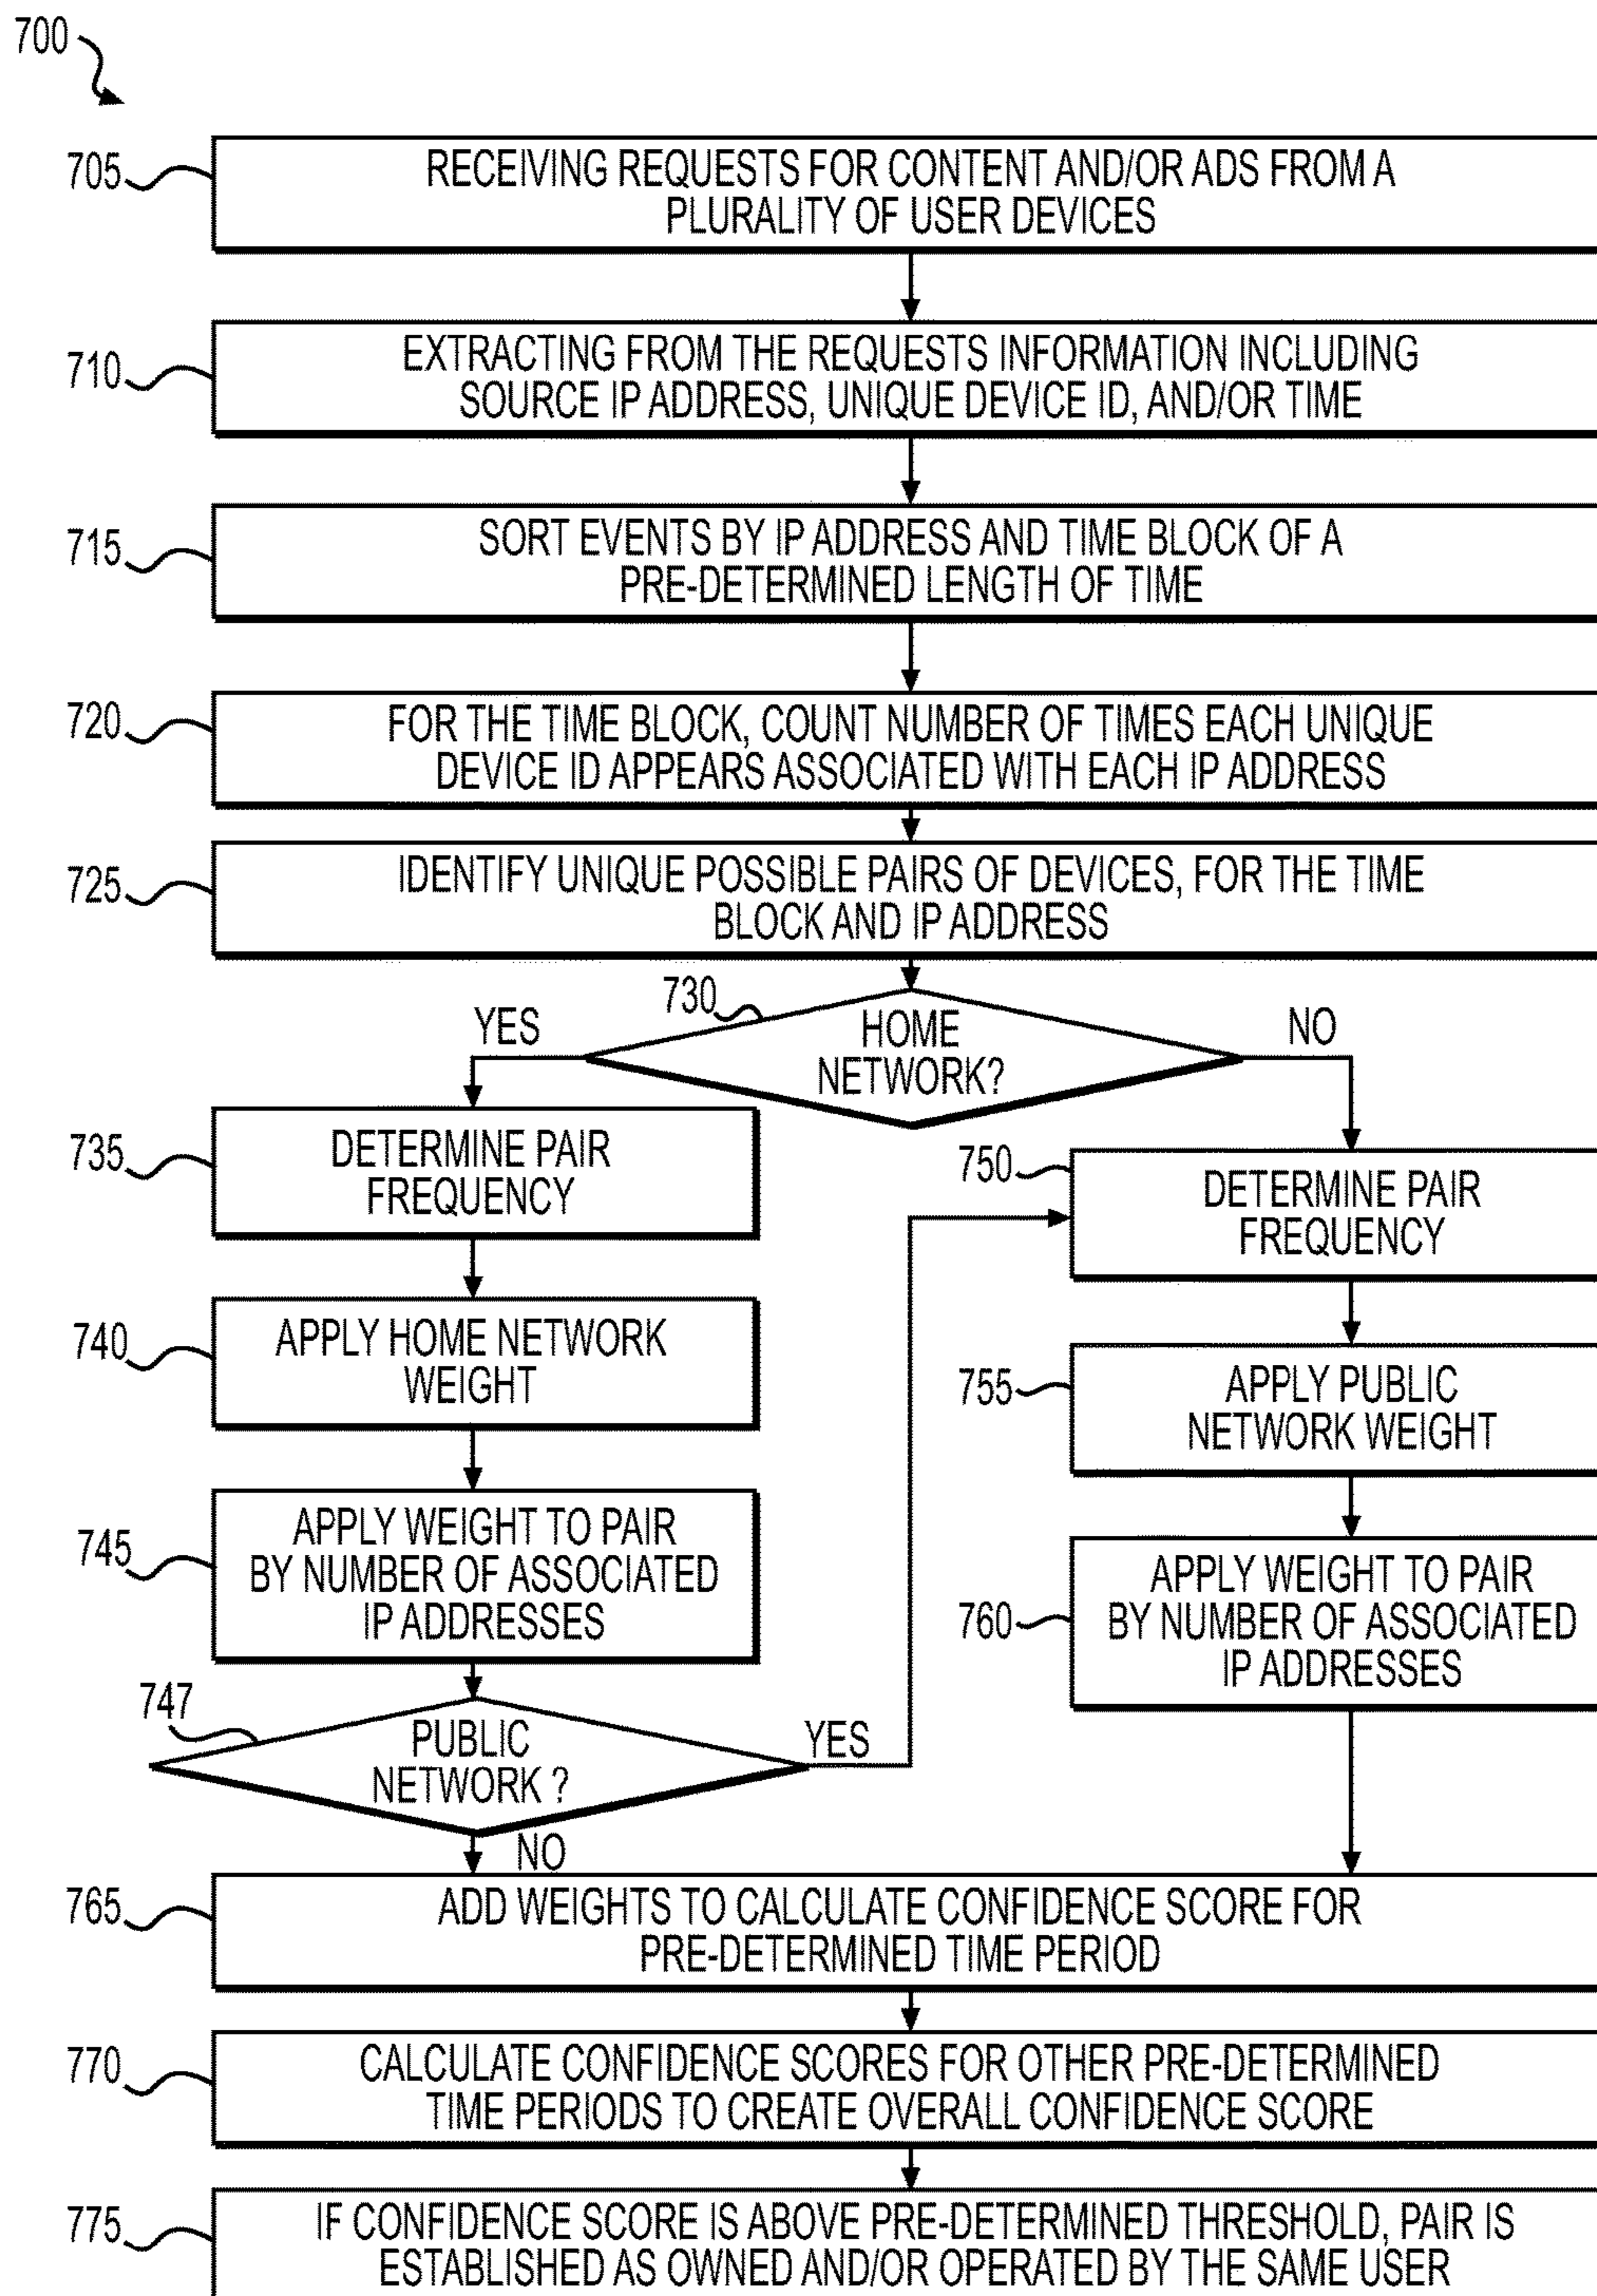 700
705
RECEIVING REQUESTS FOR CONTENT AND/OR ADS FROM A
PLURALITY OF USER DEVICES
710
EXTRACTING FROM THE REQUESTS INFORMATION INCLUDING
SOURCE IP ADDRESS, UNIQUE DEVICE ID, AND/OR TIME
715
SORT EVENTS BY IP ADDRESS AND TIME BLOCK OF A
PRE-DETERMINED LENGTH OF TIME
720
FOR THE TIME BLOCK, COUNT NUMBER OF TIMES EACH UNIQUE
DEVICE ID APPEARS ASSOCIATED WITH EACH IP ADDRESS
725
IDENTIFY UNIQUE POSSIBLE PAIRS OF DEVICES, FOR THE TIME
BLOCK AND IP ADDRESS
730
HOME
NETWORK?
YES
NO
735
DETERMINE PAIR
FREQUENCY
740
APPLY HOME NETWORK
WEIGHT
745
APPLY WEIGHT TO PAIR
BY NUMBER OF ASSOCIATED
IP ADDRESSES
747
PUBLIC
NETWORK ?
YES
NO
750
DETERMINE PAIR
FREQUENCY
755
APPLY PUBLIC
NETWORK WEIGHT
760
APPLY WEIGHT TO PAIR
BY NUMBER OF ASSOCIATED
IP ADDRESSES
765
ADD WEIGHTS TO CALCULATE CONFIDENCE SCORE FOR
PRE-DETERMINED TIME PERIOD
770
CALCULATE CONFIDENCE SCORES FOR OTHER PRE-DETERMINED
TIME PERIODS TO CREATE OVERALL CONFIDENCE SCORE
775
IF CONFIDENCE SCORE IS ABOVE PRE-DETERMINED THRESHOLD, PAIR IS
ESTABLISHED AS OWNED AND/OR OPERATED BY THE SAME USER